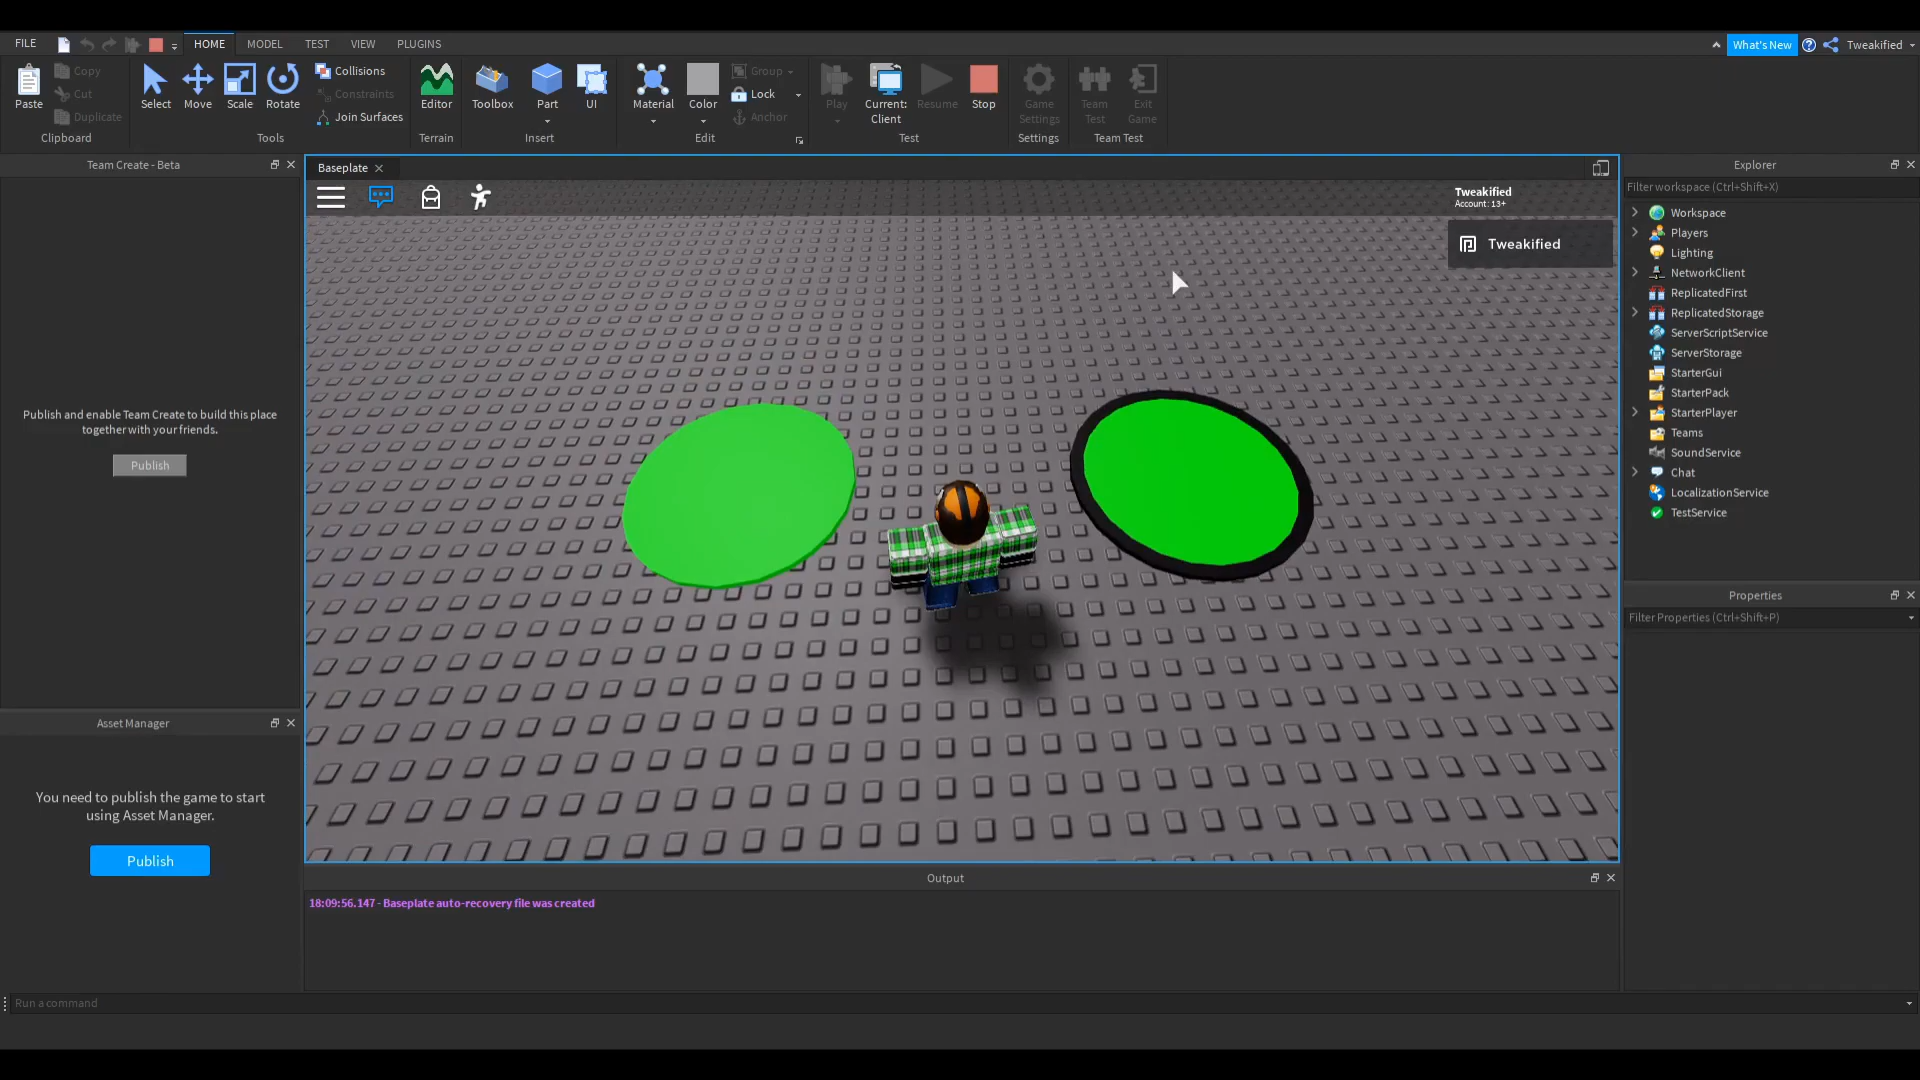 FILE
HOME
MODEL
TEST
VIEW
PLUGINS
What's New
Tweakified
Paste
Copy
Cut
Duplicate
Clipboard
Select
Move
Scale
Rotate
Collisions
Constraints
Join Surfaces
Tools
Editor
Terrain
Toolbox
Part
UI
Insert
Material
Color
Group
Lock
Anchor
Edit
Play
Current:
Client
Resume
Stop
Test
Game
Settings
Settings
Team
Test
Exit
Game
Team Test
Team Create - Beta
Publish and enable Team Create to build this place
together with your friends.
Publish
Asset Manager
You need to publish the game to start
using Asset Manager.
Publish
Baseplate
Tweakified
Account: 13+
Tweakified
Output
18:09:56.147 - Baseplate auto-recovery file was created
Explorer
Filter workspace (Ctrl+Shift+X)
Workspace
Players
Lighting
NetworkClient
ReplicatedFirst
ReplicatedStorage
ServerScriptService
ServerStorage
StarterGui
StarterPack
StarterPlayer
Teams
SoundService
Chat
LocalizationService
TestService
Properties
Filter Properties (Ctrl+Shift+P)
Run a command